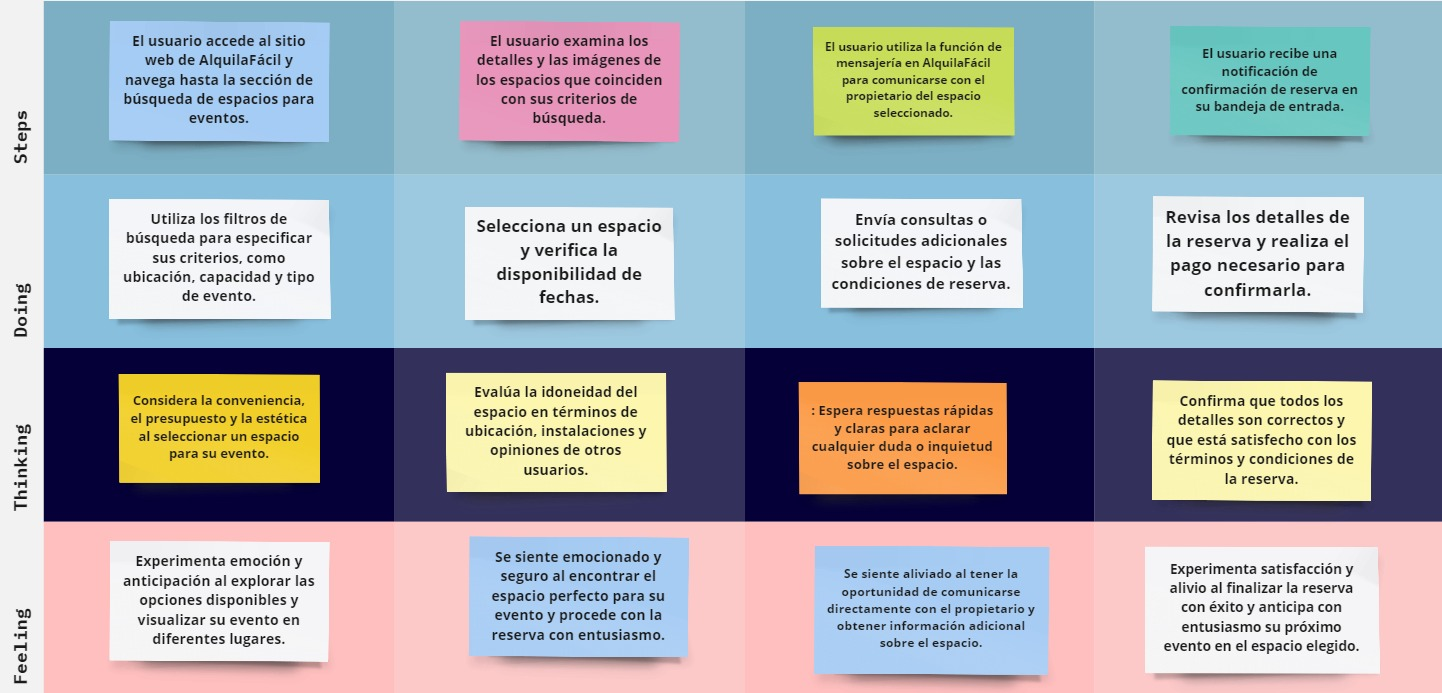 Steps
El usuario accede al sitio
web de AlquilaFácil y
navega hasta la sección de
búsqueda de espacios para
eventos.
El usuario examina los
detalles y las imágenes de
los espacios que coinciden
con sus criterios de
búsqueda.
El usuario utiliza la función de
mensajería en AlquilaFácil
para comunicarse con el
propietario del espacio
seleccionado.
El usuario recibe una
notificación de
confirmación de reserva en
su bandeja de entrada.
Doing
Utiliza los filtros de
búsqueda para especificar
sus criterios, como
ubicación, capacidad y tipo
de evento.
Selecciona un espacio
y verifica la
disponibilidad de
fechas.
Envía consultas o
solicitudes adicionales
sobre el espacio y las
condiciones de reserva.
Revisa los detalles de
la reserva y realiza el
pago necesario para
confirmarla.
Thinking
Considera la conveniencia,
el presupuesto y la estética
al seleccionar un espacio
para su evento.
Evalúa la idoneidad del
espacio en términos de
ubicación, instalaciones y
opiniones de otros
usuarios.
: Espera respuestas rápidas
y claras para aclarar
cualquier duda o inquietud
sobre el espacio.
Confirma que todos los
detalles son correctos y
que está satisfecho con los
términos y condiciones de
la reserva.
Feeling
Experimenta emoción y
anticipación al explorar las
opciones disponibles y
visualizar su evento en
diferentes lugares.
Se siente emocionado y
seguro al encontrar el
espacio perfecto para su
evento y procede con la
reserva con entusiasmo.
Se siente aliviado al tener la
oportunidad de comunicarse
directamente con el propietario y
obtener información adicional
sobre el espacio.
Experimenta satisfacción y
alivio al finalizar la reserva
con éxito y anticipa con
entusiasmo su próximo
evento en el espacio elegido.